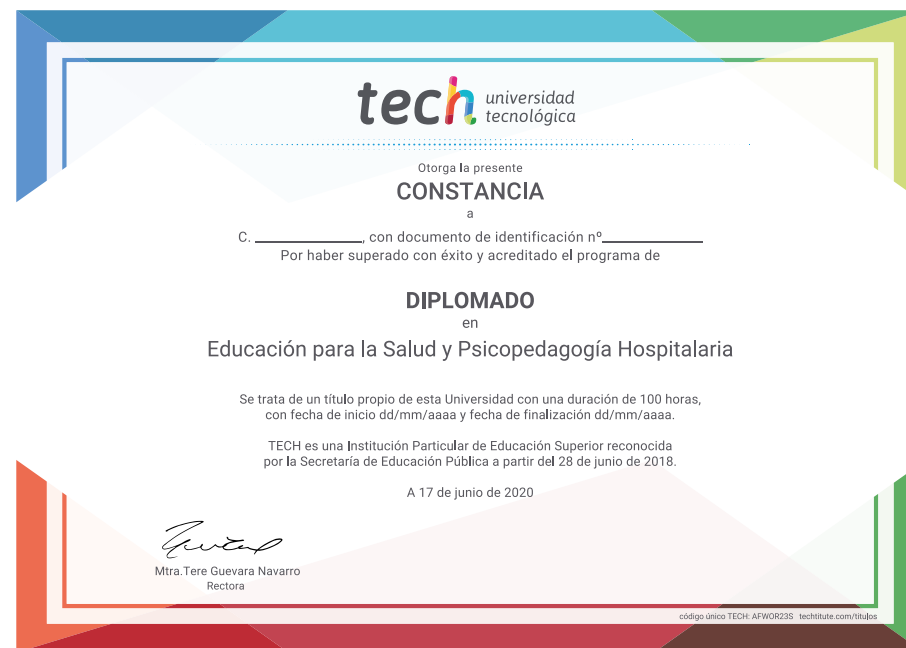 tech universidad
tecnológica
Otorga la presente
CONSTANCIA
a
C. ____________, con documento de identificación nº____________
Por haber superado con éxito y acreditado el programa de
DIPLOMADO
en
Educación para la Salud y Psicopedagogía Hospitalaria
Se trata de un título propio de esta Universidad con una duración de 100 horas,
con fecha de inicio dd/mm/aaaa y fecha de finalización dd/mm/aaaa.
TECH es una Institución Particular de Educación Superior reconocida
por la Secretaría de Educación Pública a partir del 28 de junio de 2018.
A 17 de junio de 2020
Mtra.Tere Guevara Navarro
Rectora
código único TECH: AFWOR23S techtitute.com/titulos